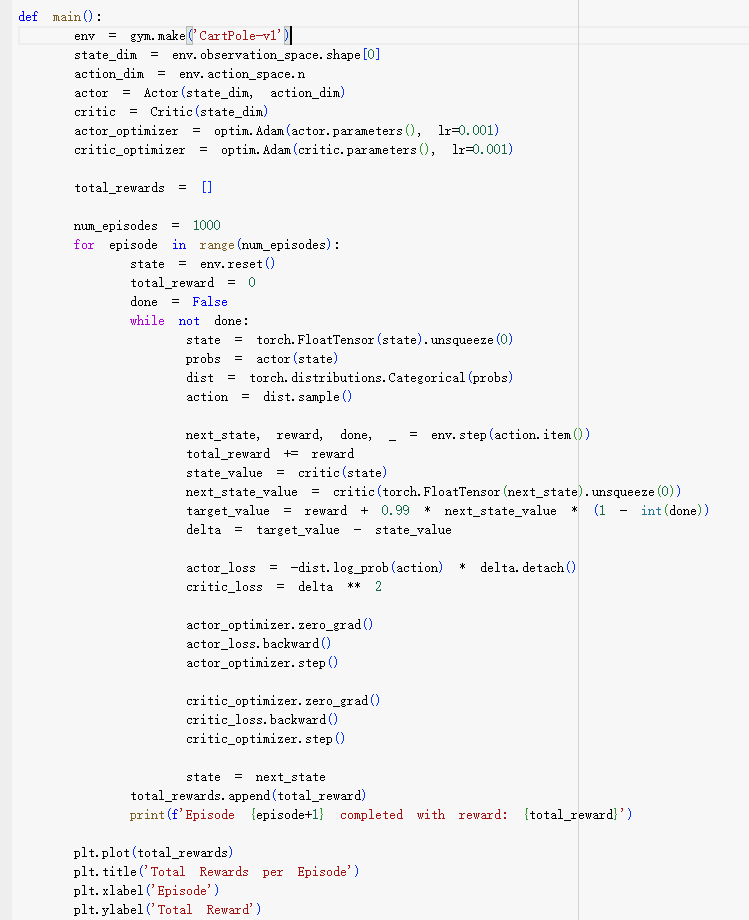 def main():
    env = gym.make('CartPole-v1')
    state_dim = env.observation_space.shape[0]
    action_dim = env.action_space.n
    actor = Actor(state_dim, action_dim)
    critic = Critic(state_dim)
    actor_optimizer = optim.Adam(actor.parameters(), lr=0.001)
    critic_optimizer = optim.Adam(critic.parameters(), lr=0.001)

    total_rewards = []

    num_episodes = 1000
    for episode in range(num_episodes):
        state = env.reset()
        total_reward = 0
        done = False
        while not done:
            state = torch.FloatTensor(state).unsqueeze(0)
            probs = actor(state)
            dist = torch.distributions.Categorical(probs)
            action = dist.sample()

            next_state, reward, done, _ = env.step(action.item())
            total_reward += reward
            state_value = critic(state)
            next_state_value = critic(torch.FloatTensor(next_state).unsqueeze(0))
            target_value = reward + 0.99 * next_state_value * (1 - int(done))
            delta = target_value - state_value

            actor_loss = -dist.log_prob(action) * delta.detach()
            critic_loss = delta ** 2

            actor_optimizer.zero_grad()
            actor_loss.backward()
            actor_optimizer.step()

            critic_optimizer.zero_grad()
            critic_loss.backward()
            critic_optimizer.step()

            state = next_state
        total_rewards.append(total_reward)
        print(f'Episode {episode+1} completed with reward: {total_reward}')

    plt.plot(total_rewards)
    plt.title('Total Rewards per Episode')
    plt.xlabel('Episode')
    plt.ylabel('Total Reward')